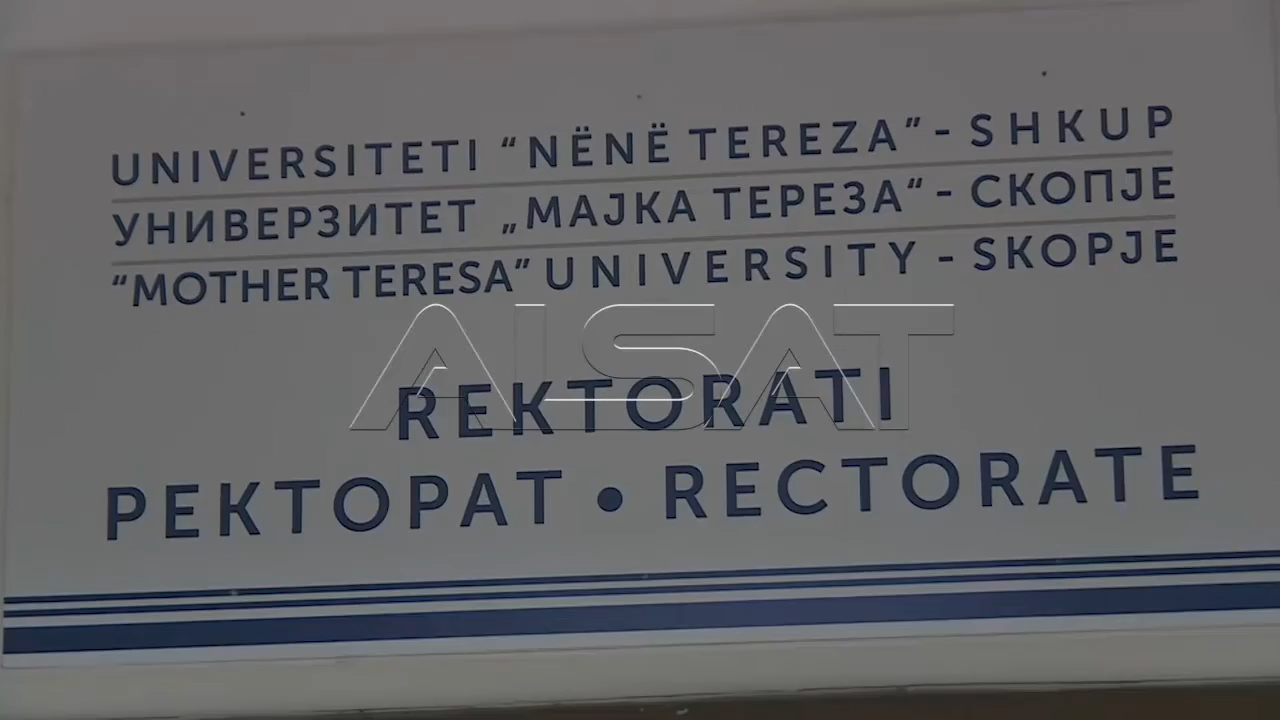 UNIVERSITETI “NËNË TEREZA” - SHKUP
УНИВЕРЗИТЕТ „МАЈКА ТЕРЕЗА“ - СКОПЈЕ
“MOTHER TERESA” UNIVERSITY - SKOPJE
ALSAT
REKTORATI
РЕКТОРАТ • RECTORATE